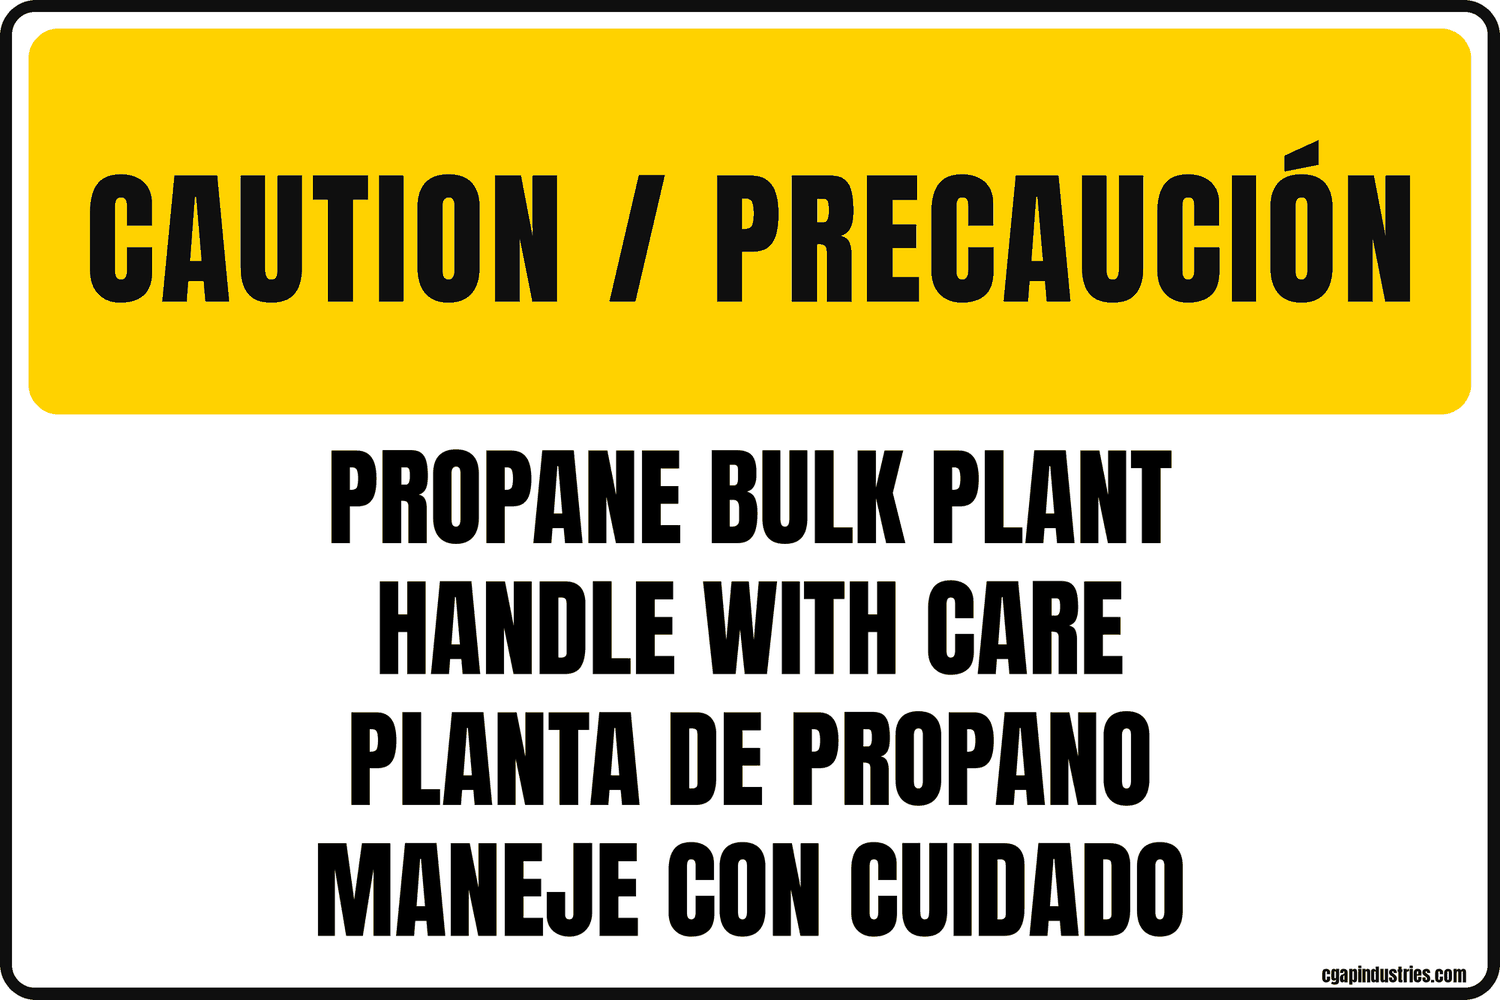 CAUTION / PRECAUCIÓN
PROPANE BULK PLANT
HANDLE WITH CARE
PLANTA DE PROPANO
MANEJE CON CUIDADO
cgapindustries.com